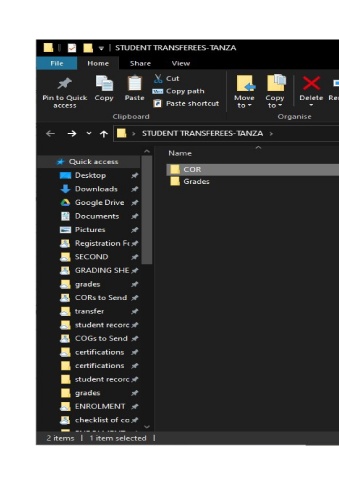 STUDENT TRANSFEREES-TANZA
File Home Share View
Pin to Quick access
Copy
Paste
Cut
Copy path
Paste shortcut
Move to
Copy to
Delete
Clipboard
Organise
STUDENT TRANSFEREES-TANZA
Name
Quick access
Desktop
Downloads
Google Drive
Documents
Pictures
Registration Fe
SECOND
GRADING SHE
grades
CORs to Send
transfer
student recorc
COGs to Send
certifications
certifications
student recorc
grades
ENROLMENT
checklist of co
COR
Grades
2 items 1 item selected